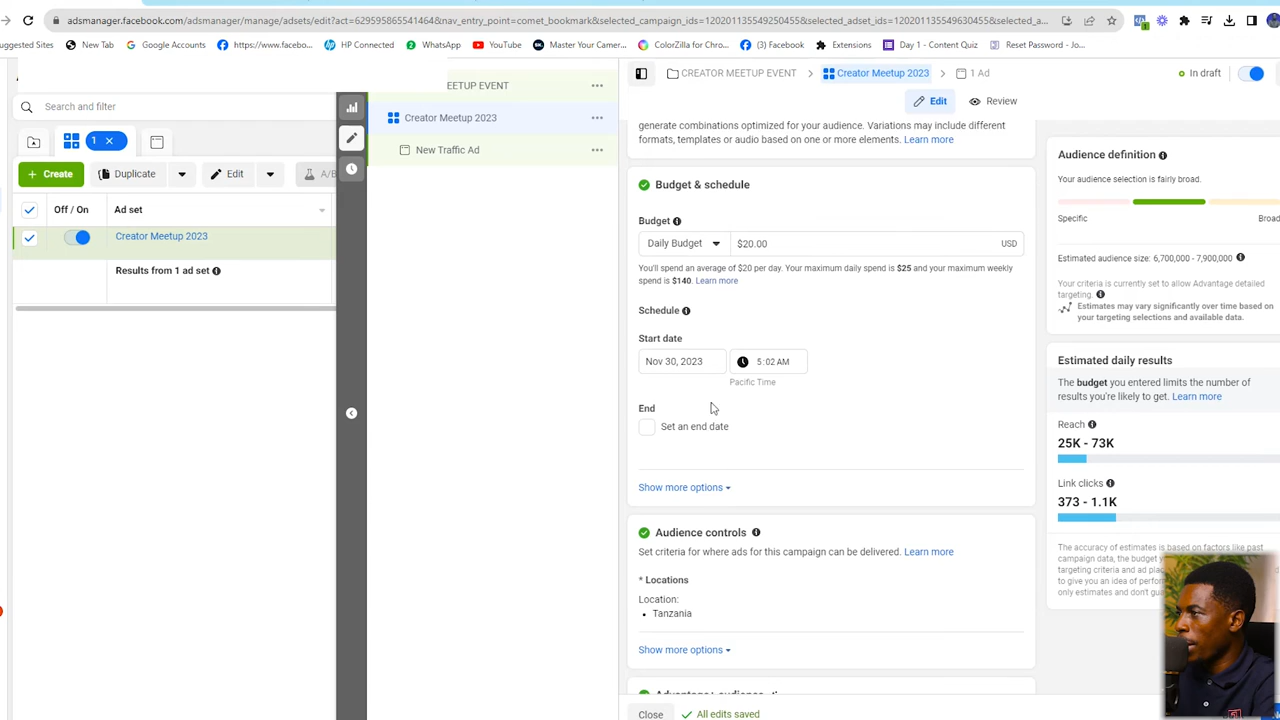 adsmanager.facebook.com/adsmanager/manage/adsets/edit?act=629595865541464&nav_entry_point=comet_bookmark&selected_campaign_ids=120201135549250455&selected_adset_ids=120201135549630455&selected_a...
uggested Sites
New Tab
Google Accounts
https://www.facebo...
HP Connected
WhatsApp
YouTube
Master Your Camer...
ColorZilla for Chro...
(3) Facebook
Extensions
Day 1 - Content Quiz
Reset Password - Jo...
Search and filter
1
Create
Duplicate
Edit
A/B
Off / On
Ad set
Creator Meetup 2023
Results from 1 ad set
EETUP EVENT
Creator Meetup 2023
New Traffic Ad
CREATOR MEETUP EVENT
Creator Meetup 2023
1 Ad
In draft
Edit
Review
generate combinations optimized for your audience. Variations may include different
formats, templates or audio based on one or more elements. Learn more
Budget & schedule
Budget
Daily Budget
$20.00
USD
You'll spend an average of $20 per day. Your maximum daily spend is $25 and your maximum weekly
spend is $140. Learn more
Schedule
Start date
Nov 30, 2023
5:02 AM
Pacific Time
End
Set an end date
Show more options
Audience controls
Set criteria for where ads for this campaign can be delivered. Learn more
* Locations
Location:
• Tanzania
Show more options
Close
All edits saved
Audience definition
Your audience selection is fairly broad.
Specific
Broad
Estimated audience size: 6,700,000 - 7,900,000
Your criteria is currently set to allow Advantage detailed
targeting.
Estimates may vary significantly over time based on
your targeting selections and available data.
Estimated daily results
The budget you entered limits the number of
results you're likely to get. Learn more
Reach
25K - 73K
Link clicks
373 - 1.1K
The accuracy of estimates is based on factors like past
campaign data, the budget
targeting criteria and ad plac
to give you an idea of perfor
only estimates and don't gu